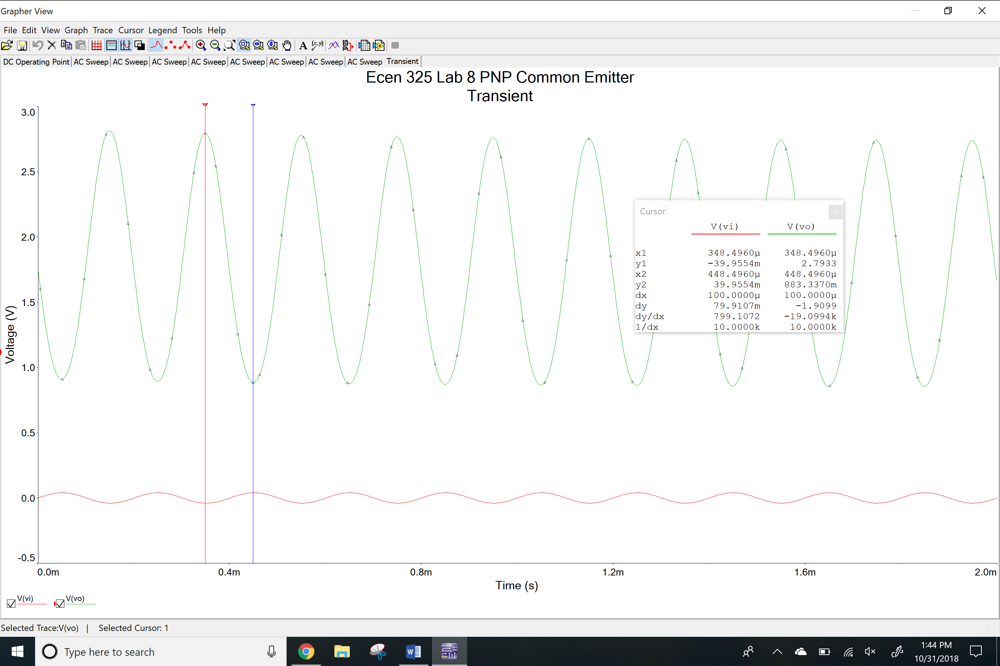 Grapher View
File Edit View Graph Trace Cursor Legend Tools Help
DC Operating Point AC Sweep AC Sweep AC Sweep AC Sweep AC Sweep AC Sweep AC Sweep AC Sweep Transient
Ecen 325 Lab 8 PNP Common Emitter
Transient
3.0
2.5
2.0
1.5
1.0
0.5
0.0
-0.5
Voltage (V)
Cursor
V(vi) V(vo)
x1 348.4960µ 348.4960µ
y1 -39.9554m 2.7933
x2 448.4960µ 448.4960µ
y2 39.9554m 883.3370m
dx 100.0000µ 100.0000µ
dy 79.9107m -1.9099
dy/dx 799.1072 -19.0994k
1/dx 10.0000k 10.0000k
0.0m 0.4m 0.8m 1.2m 1.6m 2.0m
Time (s)
V(vi) V(vo)
Selected Trace:V(vo) | Selected Cursor: 1
Type here to search
1:44 PM
10/31/2018